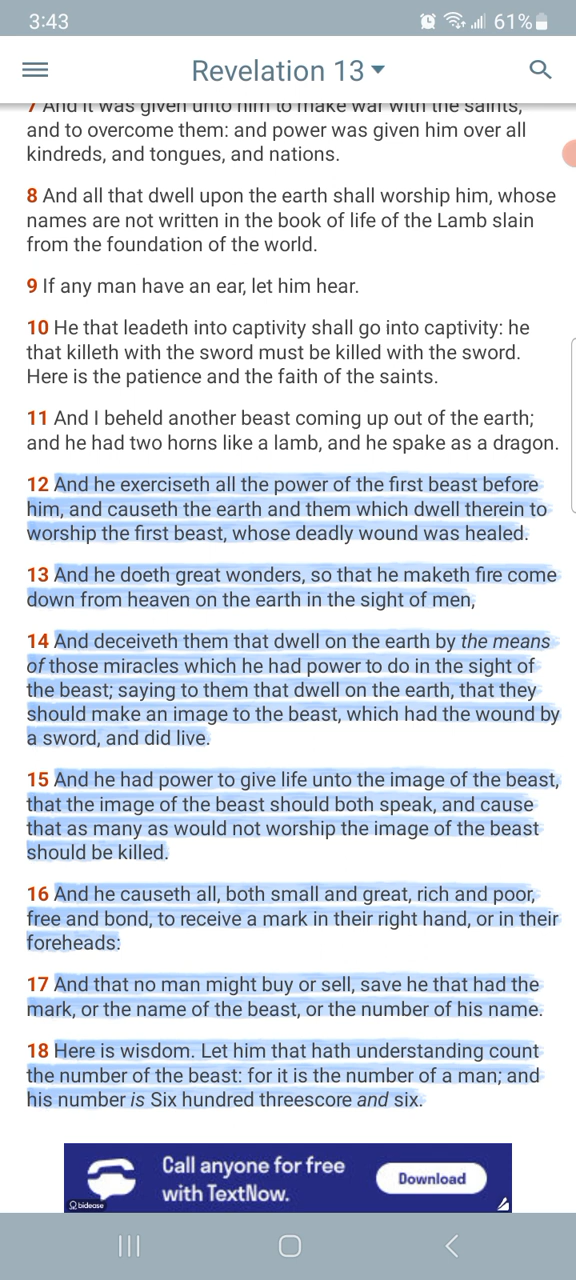 3:43
61%
Revelation 13
7 And it was given unto him to make war with the saints,
and to overcome them: and power was given him over all
kindreds, and tongues, and nations.
8 And all that dwell upon the earth shall worship him, whose
names are not written in the book of life of the Lamb slain
from the foundation of the world.
9 If any man have an ear, let him hear.
10 He that leadeth into captivity shall go into captivity: he
that killeth with the sword must be killed with the sword.
Here is the patience and the faith of the saints.
11 And I beheld another beast coming up out of the earth;
and he had two horns like a lamb, and he spake as a dragon.
12 And he exerciseth all the power of the first beast before
him, and causeth the earth and them which dwell therein to
worship the first beast, whose deadly wound was healed.
13 And he doeth great wonders, so that he maketh fire come
down from heaven on the earth in the sight of men,
14 And deceiveth them that dwell on the earth by the means
of those miracles which he had power to do in the sight of
the beast; saying to them that dwell on the earth, that they
should make an image to the beast, which had the wound by
a sword, and did live.
15 And he had power to give life unto the image of the beast,
that the image of the beast should both speak, and cause
that as many as would not worship the image of the beast
should be killed.
16 And he causeth all, both small and great, rich and poor,
free and bond, to receive a mark in their right hand, or in their
foreheads:
17 And that no man might buy or sell, save he that had the
mark, or the name of the beast, or the number of his name.
18 Here is wisdom. Let him that hath understanding count
the number of the beast: for it is the number of a man; and
his number is Six hundred threescore and six.
Call anyone for free
with TextNow.
Download
bidease